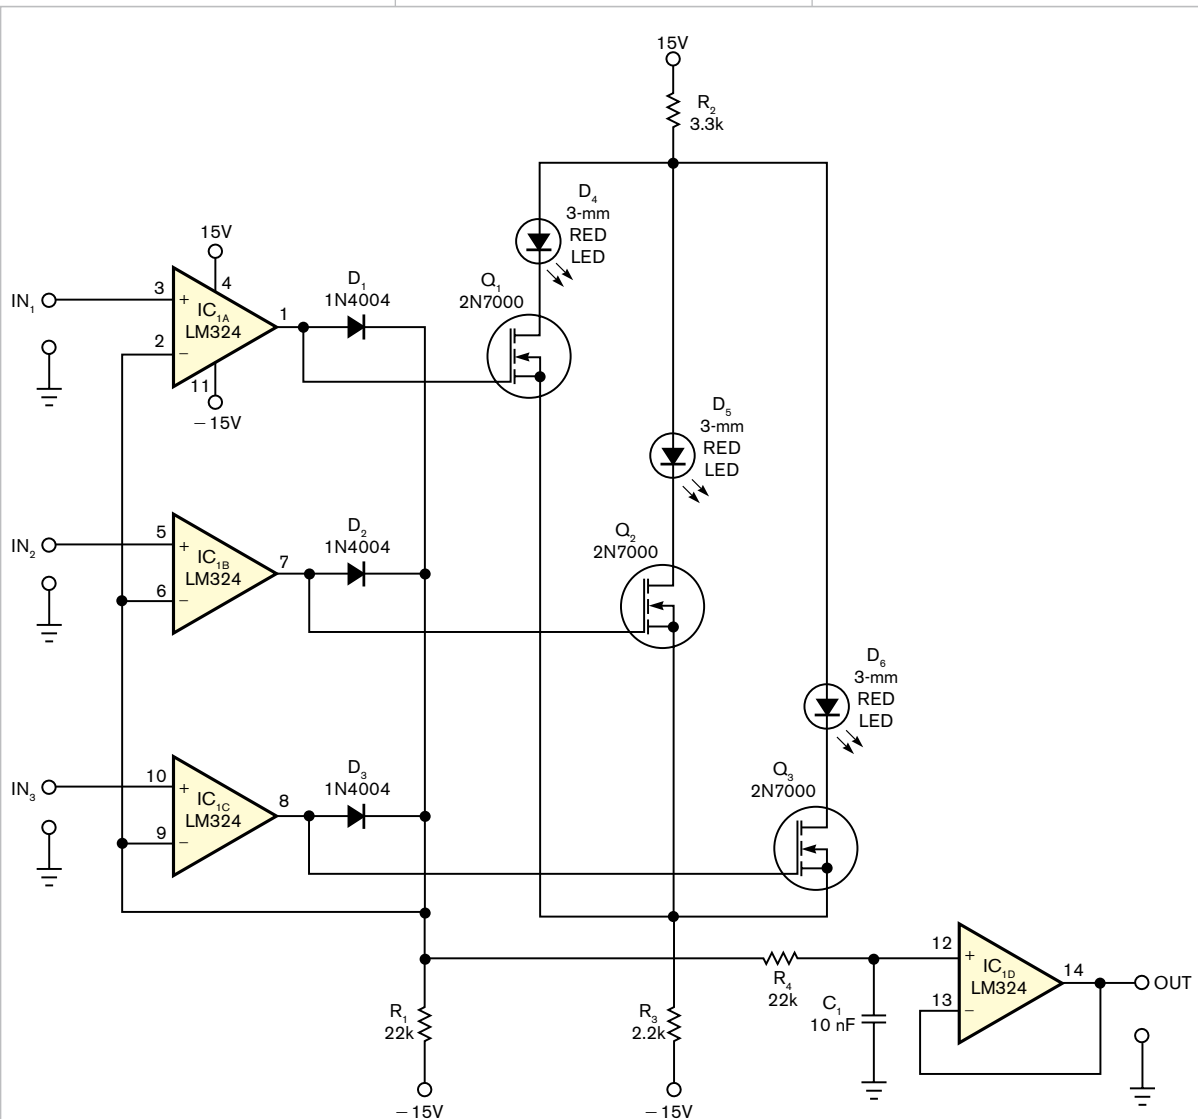 15V
R₂
3.3k
D₄
3-mm
RED
LED
15V
4
IN₁
3
+
IC₁A
LM324
2
−
11
−15V
1
D₁
1N4004
Q₁
2N7000
D₅
3-mm
RED
LED
IN₂
5
+
IC₁B
LM324
6
−
7
D₂
1N4004
Q₂
2N7000
D₆
3-mm
RED
LED
IN₃
10
+
IC₁C
LM324
9
−
8
D₃
1N4004
Q₃
2N7000
R₁
22k
−15V
R₃
2.2k
−15V
R₄
22k
C₁
10 nF
12
+
IC₁D
LM324
13
−
14
OUT